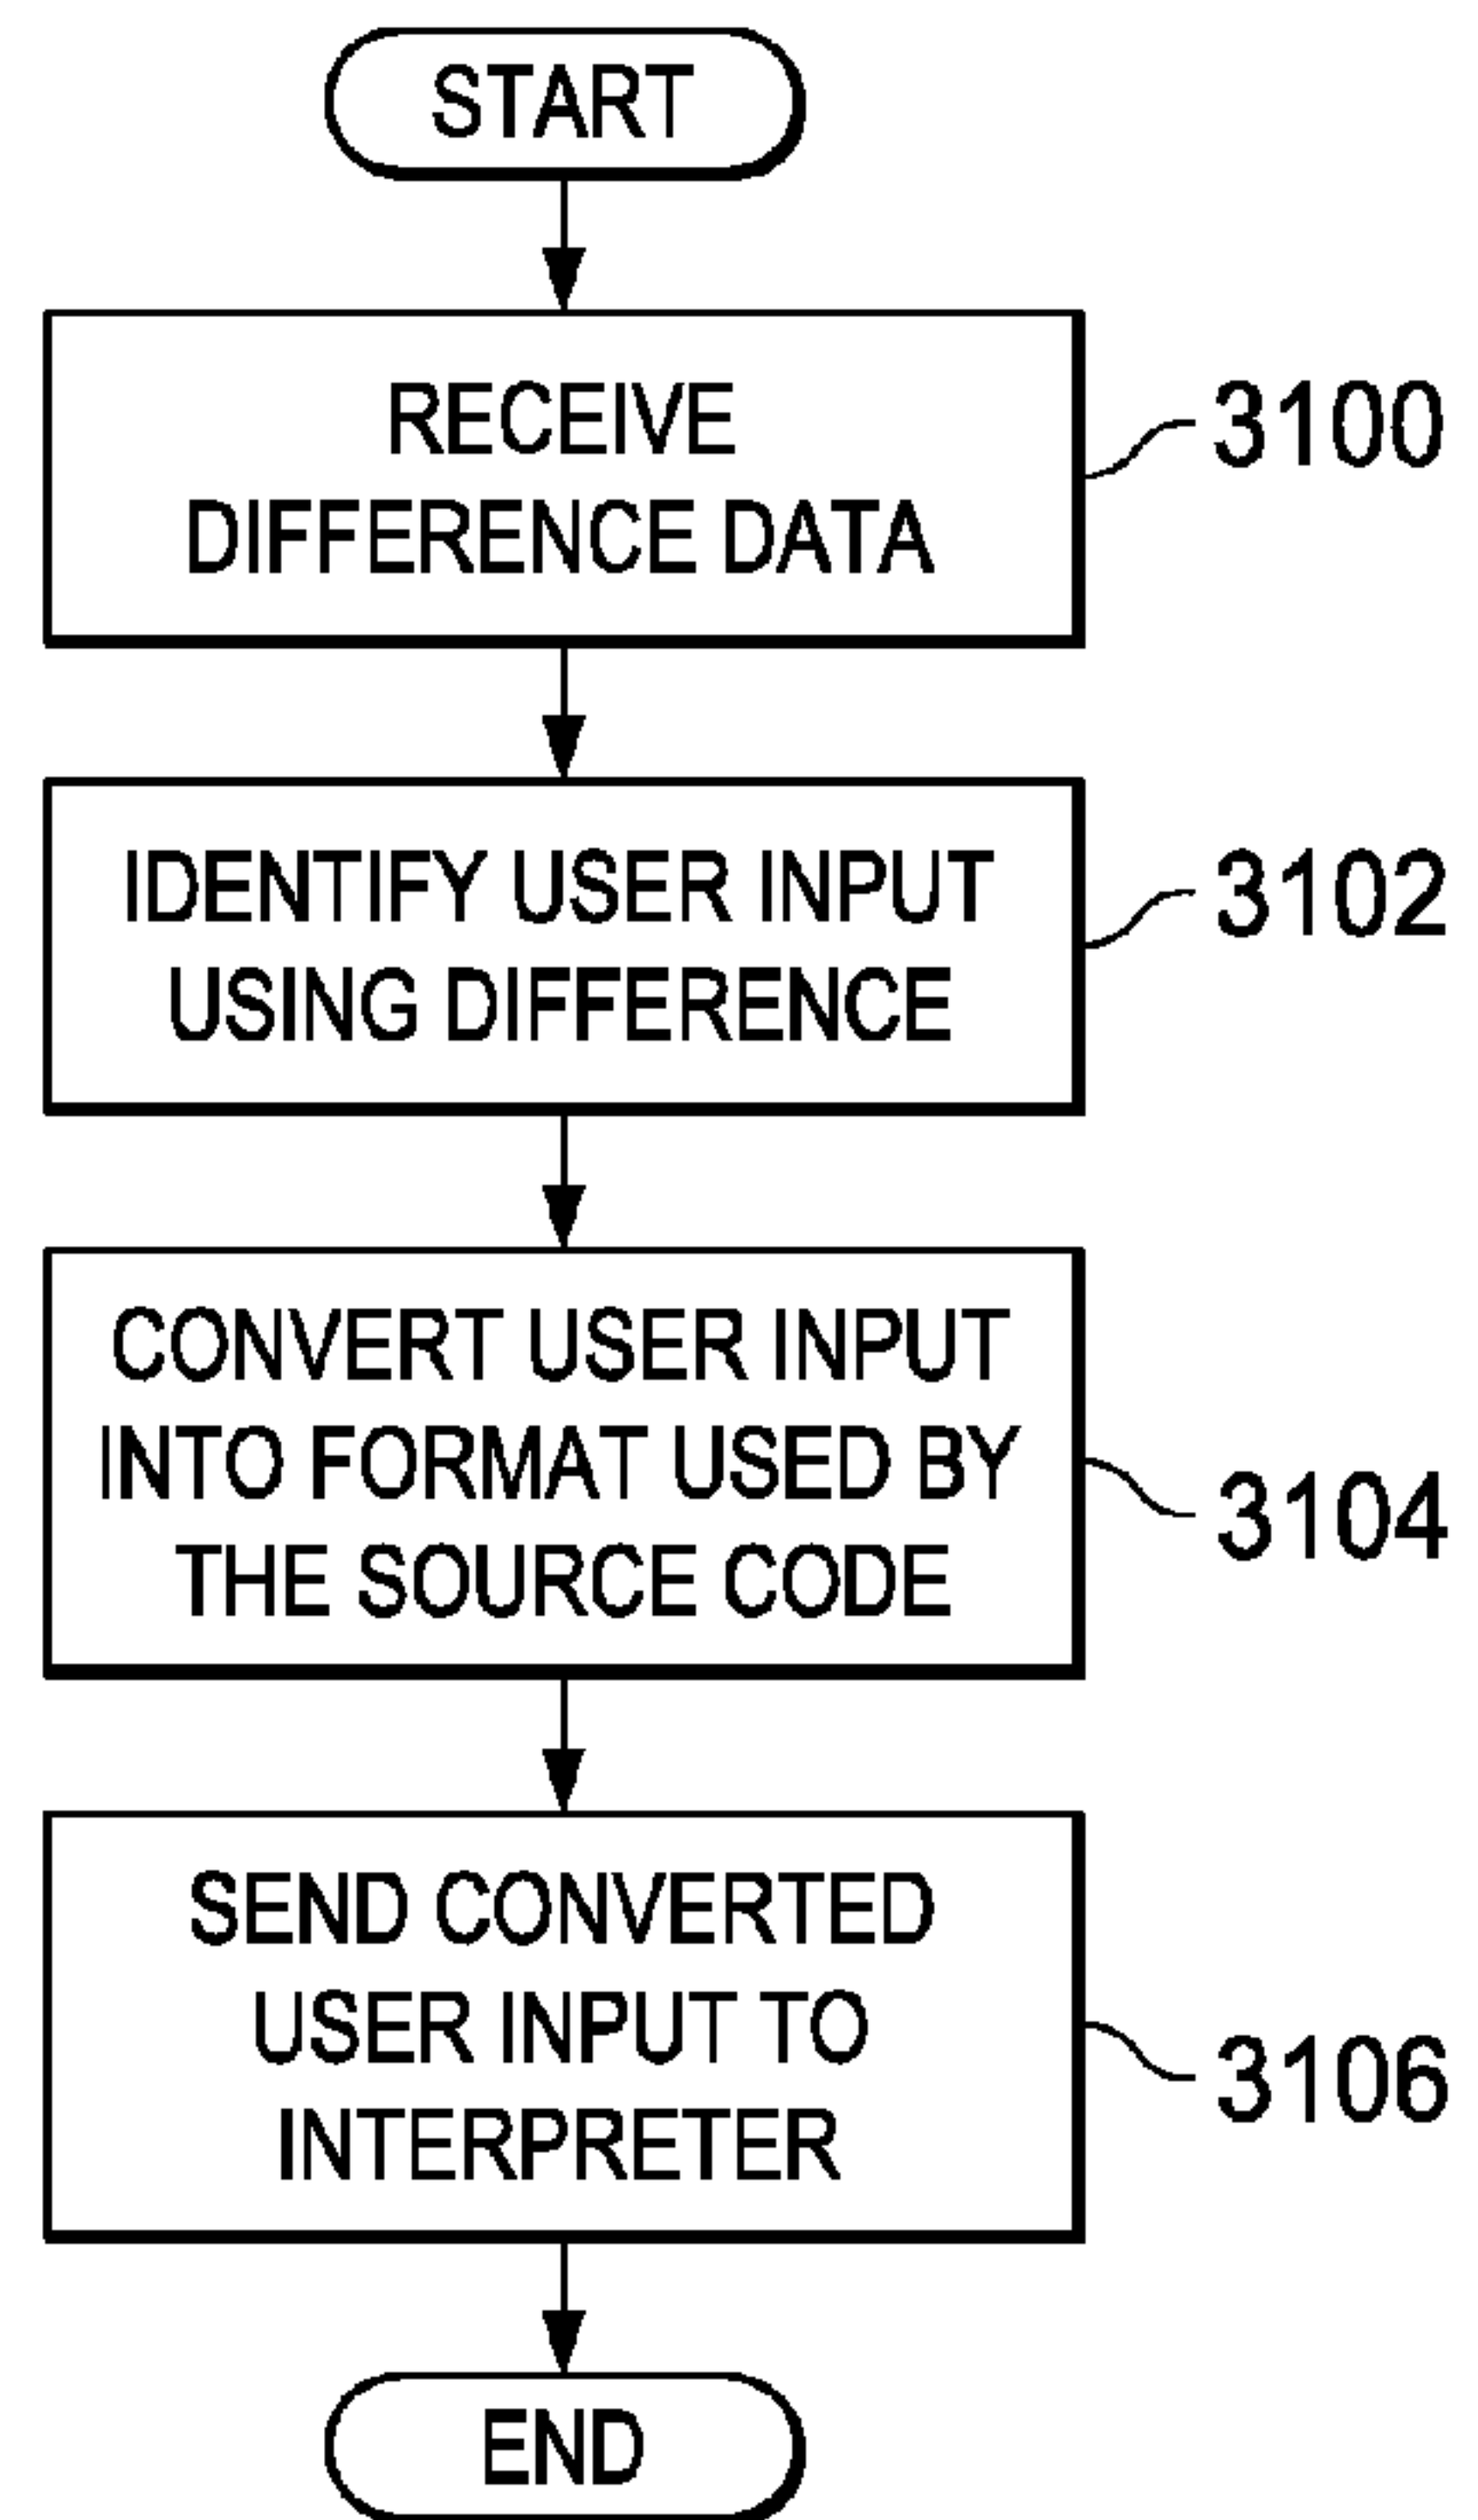 START
RECEIVE
DIFFERENCE DATA
3100
IDENTIFY USER INPUT
USING DIFFERENCE
3102
CONVERT USER INPUT
INTO FORMAT USED BY
THE SOURCE CODE
3104
SEND CONVERTED
USER INPUT TO
INTERPRETER
3106
END